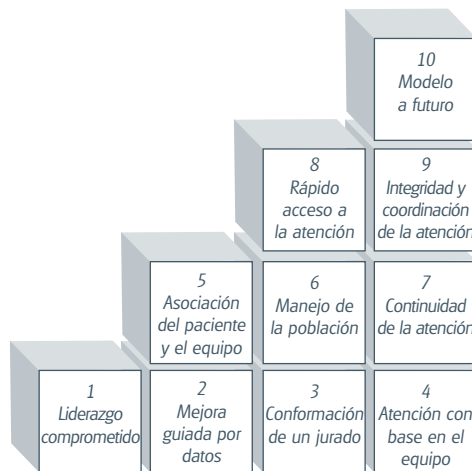 10
Modelo
a futuro
8
Rápido
acceso a
la atención
9
Integridad y
coordinación
de la atención
5
Asociación
del paciente
y el equipo
6
Manejo de
la población
7
Continuidad
de la atención
1
Liderazgo
comprometido
2
Mejora
guiada por
datos
3
Conformación
de un jurado
4
Atención con
base en el
equipo